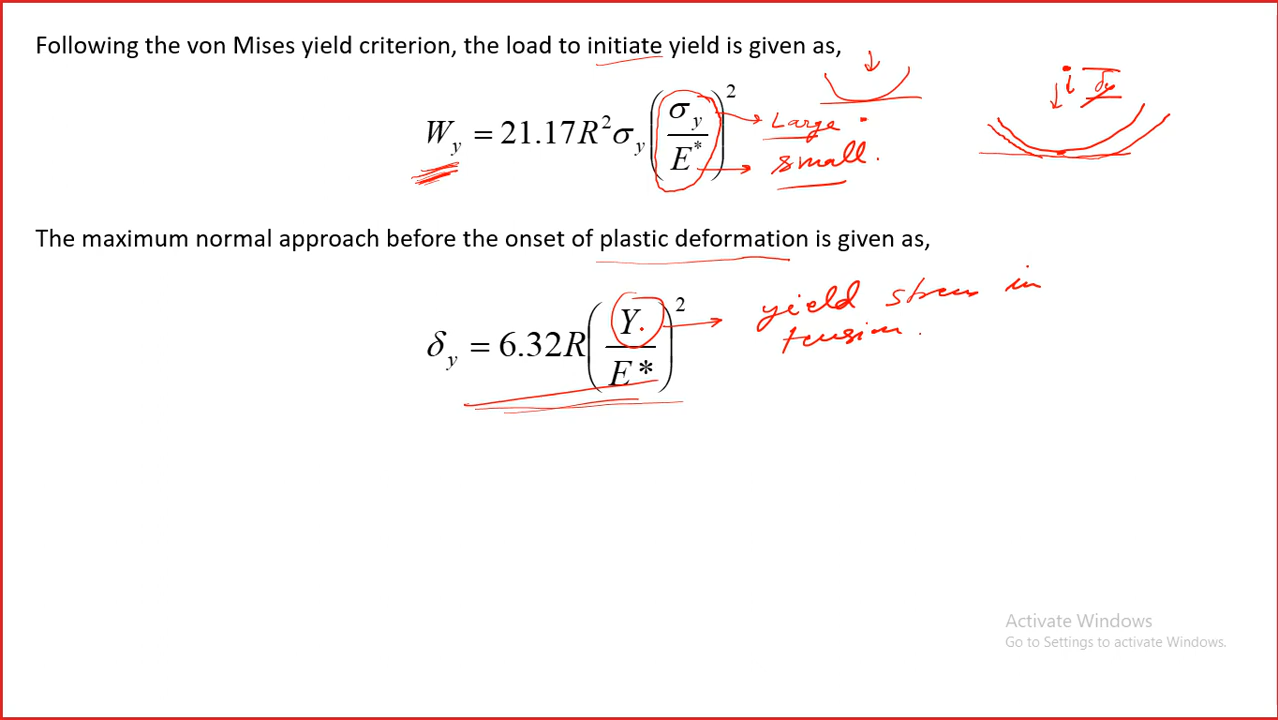 Following the von Mises yield criterion, the load to initiate yield is given as,
W_y = 21.17R²σ_y(σ_y/E*)²
Large
small.
δy
The maximum normal approach before the onset of plastic deformation is given as,
δ_y = 6.32R(Y/E*)²
yield stress in
tension.
Activate Windows
Go to Settings to activate Windows.